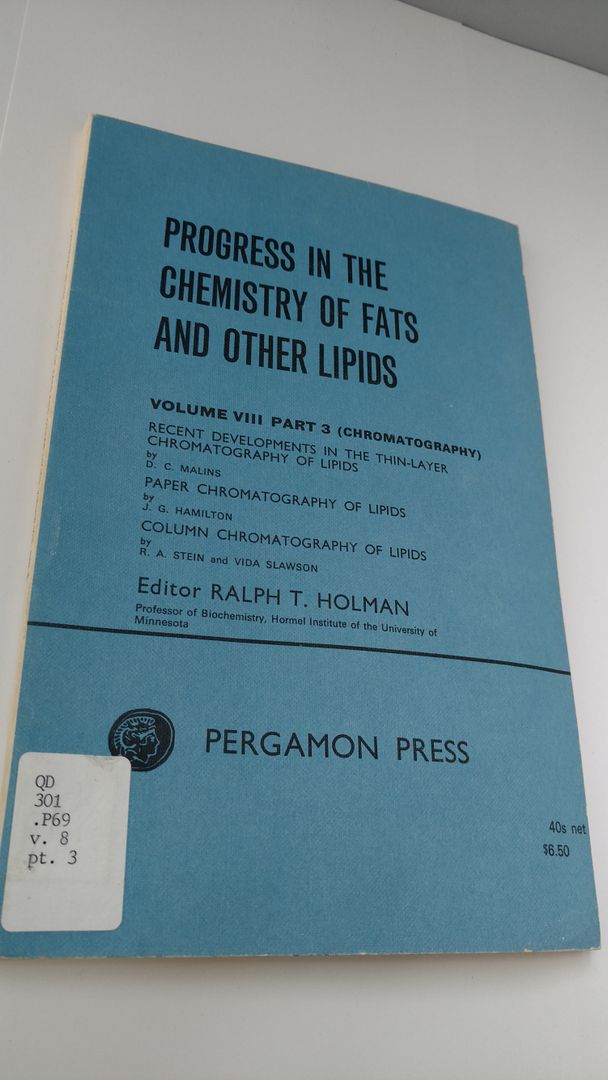 PROGRESS IN THE
CHEMISTRY OF FATS
AND OTHER LIPIDS
VOLUME VIII PART 3 (CHROMATOGRAPHY)
RECENT DEVELOPMENTS IN THE THIN-LAYER
CHROMATOGRAPHY OF LIPIDS
by
D. C. MALINS
PAPER CHROMATOGRAPHY OF LIPIDS
by
J. G. HAMILTON
COLUMN CHROMATOGRAPHY OF LIPIDS
by
R. A. STEIN and VIDA SLAWSON
Editor RALPH T. HOLMAN
Professor of Biochemistry, Hormel Institute of the University of
Minnesota
PERGAMON PRESS
QD
301
.P69
v. 8
pt. 3
40s net
$6.50